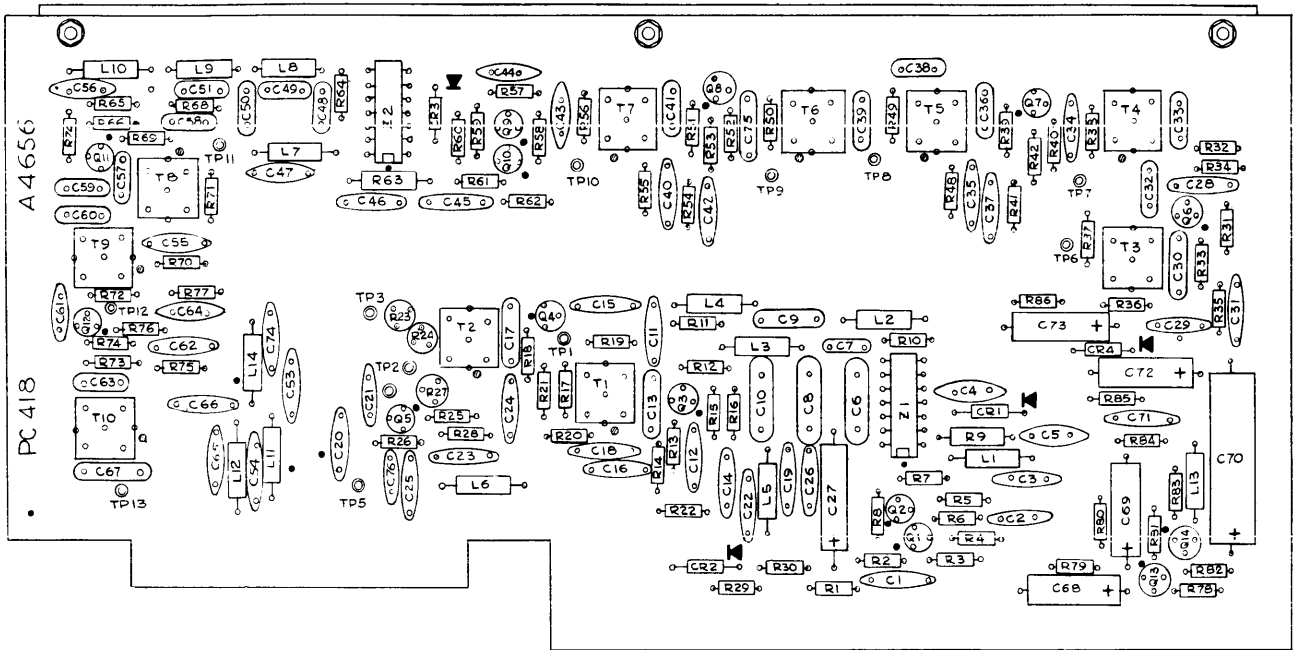 L10 L9 L8 C44 C38
C56 C51 C49 R64 R57
R65 R68 C50 C48 C43 R56 T7 C41 Q8 C75 R50 T6 C39 R49 T5 C36 R39 Q7 C34 R38 T4 C33
C58 R60 R59 Q9 R58 R53 R52 R42 R40
R69 Q10
Q11 TP11 L7 R32
C57 T8 C47 TP10 TP9 TP8 TP7 R34
C59 R71 R63 R61 R55 C40 R54 C42 R48 C35 C37 R41 C32 C28
C60 C46 C45 R62 Q6 R31
A4656
T9 C55 TP6 R37 T3 C30 R33
R70
R72 R77 C15 L4 R86 R36 R35 C31
C61 TP12 C64 TP3 Q4 C11 R11 C9 L2 C73 + C29
R76 C74 T2 C17 R18 TP1 R19 L3 C7 R10 CR4
R74 C62
R73 R75 L14 C53 TP2 R12 C72 +
C63 C21 R27 C24 R21 R17 T1 C13 Q3 R15 R16 C10 C8 C6 Z1 C4 R85
PC418
T10 C66 Q5 R25 CR1 C71 C70
C20 R26 R28 R20 R13 R9 C5 R84
C67 C65 L12 C54 L11 C76 C25 C23 C18 R14 C12 C14 C22 L5 C19 C26 C27 L1
TP13 TP5 L6 C16 R7 C3 R80 C69 R83 L13
R22 R8 Q2 R5 R6 C2 R81 Q14
+ R4 +
CR2 R30 R2 R3 R79 Q13 R82
R29 R1 C1 C68 + R78